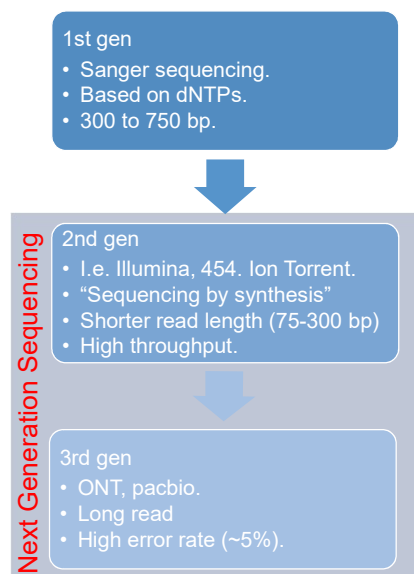 1st gen
• Sanger sequencing.
• Based on dNTPs.
• 300 to 750 bp.
Next Generation Sequencing
2nd gen
• I.e. Illumina, 454. Ion Torrent.
• “Sequencing by synthesis”
• Shorter read length (75-300 bp)
• High throughput.
3rd gen
• ONT, pacbio.
• Long read
• High error rate (~5%).